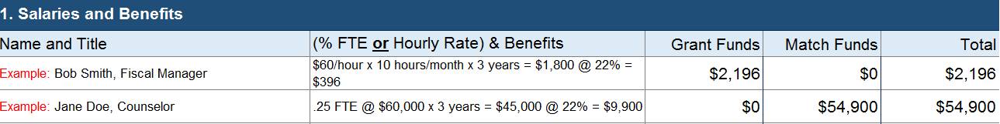 1. Salaries and Benefits
Name and Title (% FTE or Hourly Rate) & Benefits Grant Funds Match Funds Total
Example: Bob Smith, Fiscal Manager $60/hour x 10 hours/month x 3 years = $1,800 @ 22% = $2,196 $0 $2,196
$396
Example: Jane Doe, Counselor .25 FTE @ $60,000 x 3 years = $45,000 @ 22% = $9,900 $0 $54,900 $54,900